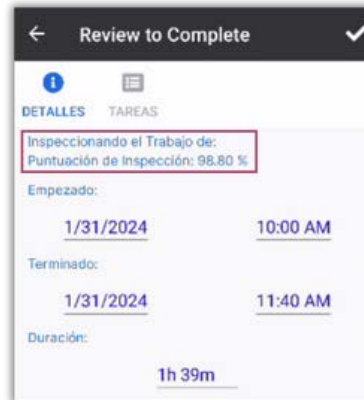 Review to Complete
DETALLES TAREAS
Inspeccionando el Trabajo de:
Puntuación de Inspección: 98.80 %
Empezado:
1/31/2024 10:00 AM
Terminado:
1/31/2024 11:40 AM
Duración:
1h 39m